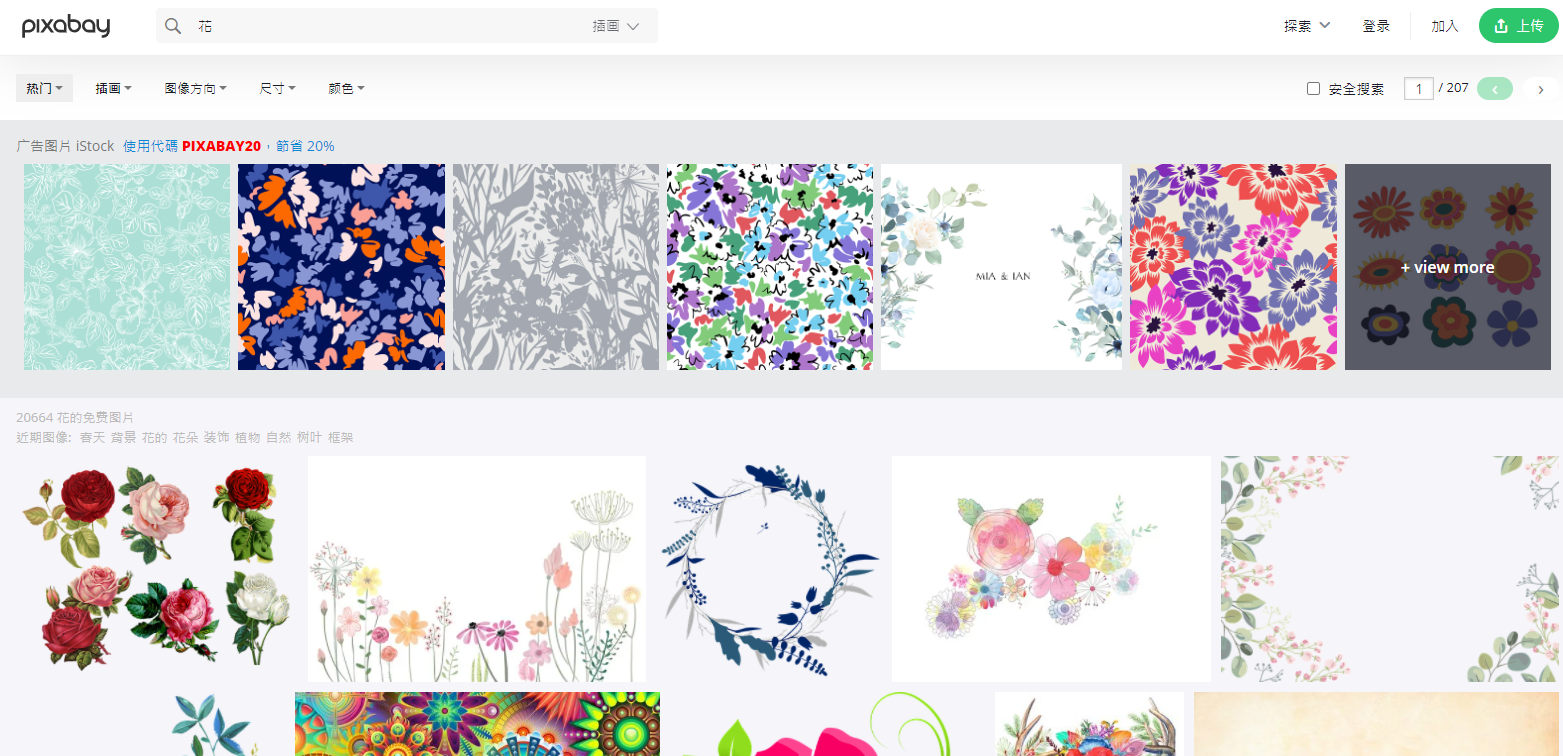 pixabay 花 插画 探索 登录 加入 上传
热门 插画 图像方向 尺寸 颜色 安全搜索 1 / 207 ‹ ›
广告图片 iStock 使用代碼 PIXABAY20，節省 20%
MIA & IAN
+ view more
20664 花的免费图片
近期图像: 春天 背景 花的 花朵 装饰 植物 自然 树叶 框架